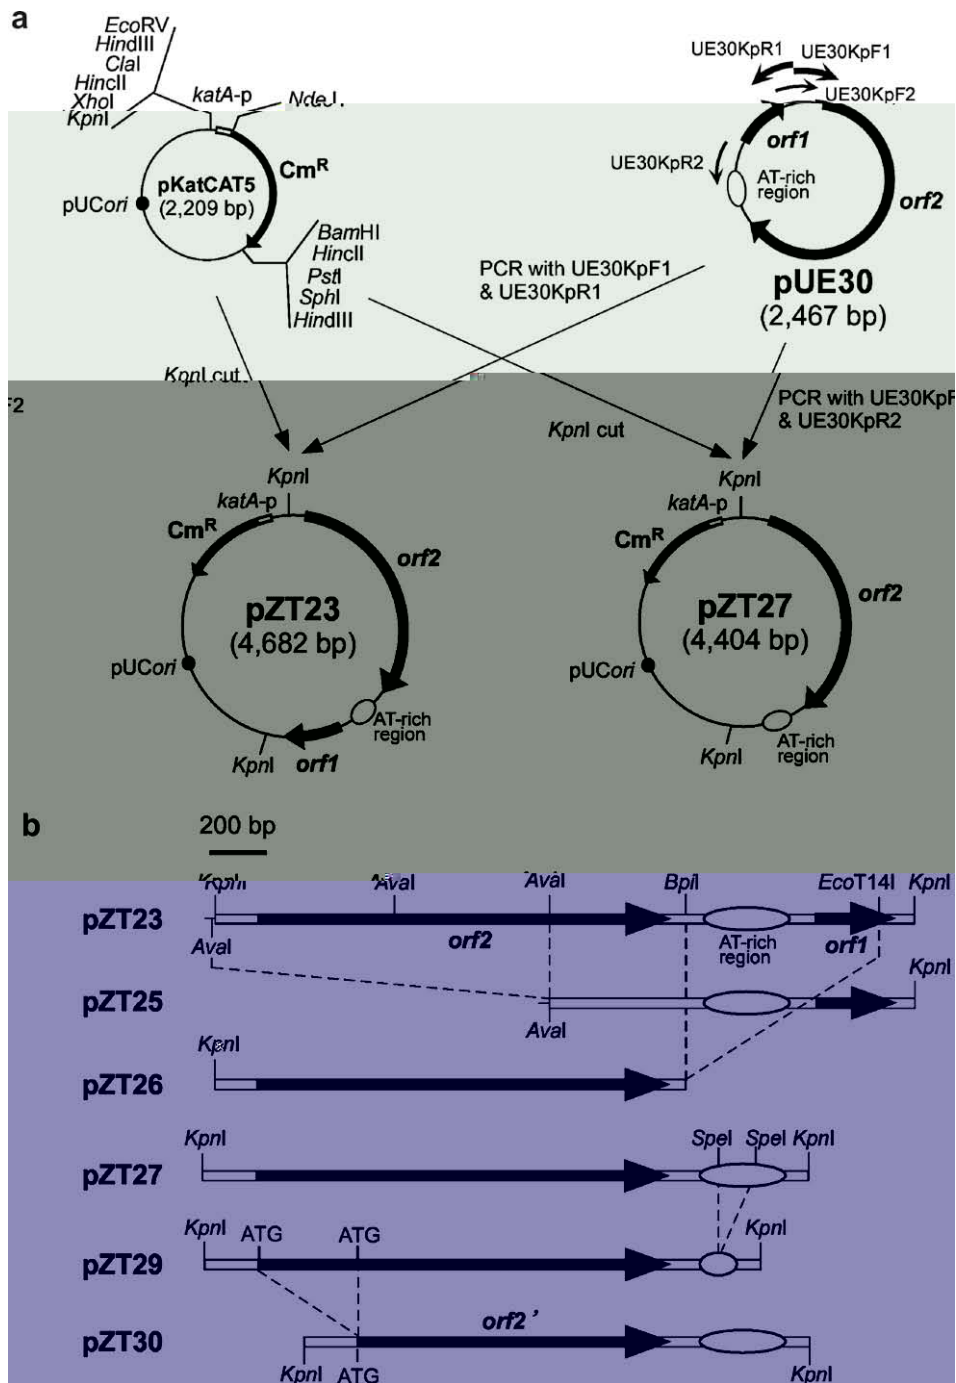 a
EcoRV
HindIII
ClaI
HincII
XhoI
KpnI
katA-p
NdeI
CmR
pKatCAT5
(2,209 bp)
pUCori
BamHI
HincII
PstI
SphI
HindIII
UE30KpR1
UE30KpF1
UE30KpF2
orf1
UE30KpR2
AT-rich
region
orf2
pUE30
(2,467 bp)
PCR with UE30KpF1
& UE30KpR1
KpnI cut
F2
KpnI cut
PCR with UE30KpF
& UE30KpR2
KpnI
katA-p
CmR
orf2
pZT23
(4,682 bp)
pUCori
AT-rich
region
orf1
KpnI
KpnI
katA-p
CmR
orf2
pZT27
(4,404 bp)
pUCori
AT-rich
region
KpnI
b
200 bp
KpnI AvaI AvaI BpiI EcoT14I KpnI
pZT23
AvaI orf2 AT-rich
region orf1
KpnI
pZT25
AvaI
KpnI
pZT26
KpnI SpeI SpeI KpnI
pZT27
KpnI ATG ATG KpnI
pZT29
orf2'
pZT30
KpnI ATG KpnI